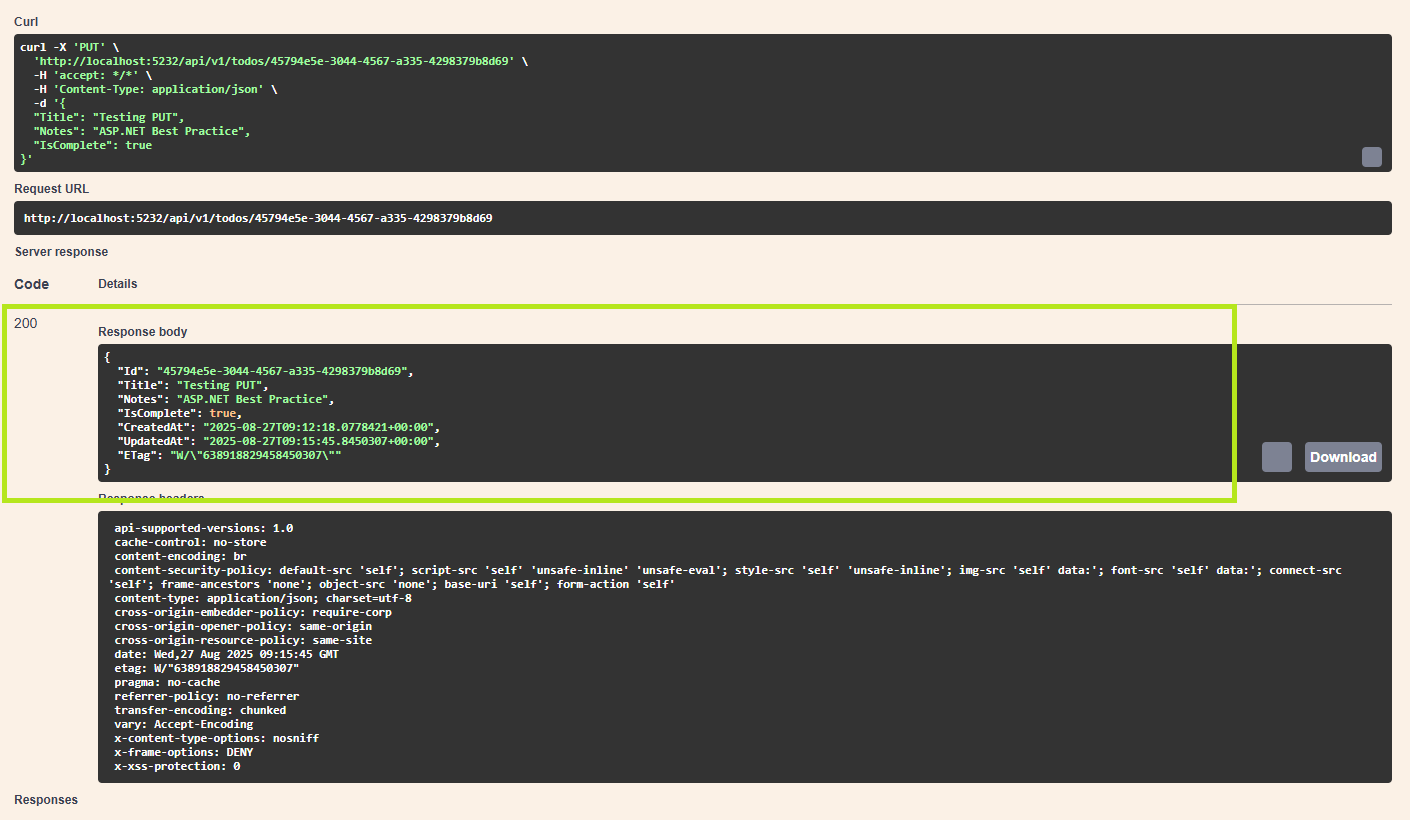 Curl
curl -X 'PUT' \
  'http://localhost:5232/api/v1/todos/45794e5e-3044-4567-a335-4298379b8d69' \
  -H 'accept: */*' \
  -H 'Content-Type: application/json' \
  -d '{
  "Title": "Testing PUT",
  "Notes": "ASP.NET Best Practice",
  "IsComplete": true
}'
Request URL
http://localhost:5232/api/v1/todos/45794e5e-3044-4567-a335-4298379b8d69
Server response
Code Details
200
Response body
{
  "Id": "45794e5e-3044-4567-a335-4298379b8d69",
  "Title": "Testing PUT",
  "Notes": "ASP.NET Best Practice",
  "IsComplete": true,
  "CreatedAt": "2025-08-27T09:12:18.0778421+00:00",
  "UpdatedAt": "2025-08-27T09:15:45.8450307+00:00",
  "ETag": "W/\"638918829458450307\""
}
Download
Response headers
api-supported-versions: 1.0
cache-control: no-store
content-encoding: br
content-security-policy: default-src 'self'; script-src 'self' 'unsafe-inline' 'unsafe-eval'; style-src 'self' 'unsafe-inline'; img-src 'self' data:'; font-src 'self' data:'; connect-src
'self'; frame-ancestors 'none'; object-src 'none'; base-uri 'self'; form-action 'self'
content-type: application/json; charset=utf-8
cross-origin-embedder-policy: require-corp
cross-origin-opener-policy: same-origin
cross-origin-resource-policy: same-site
date: Wed,27 Aug 2025 09:15:45 GMT
etag: W/"638918829458450307"
pragma: no-cache
referrer-policy: no-referrer
transfer-encoding: chunked
vary: Accept-Encoding
x-content-type-options: nosniff
x-frame-options: DENY
x-xss-protection: 0
Responses